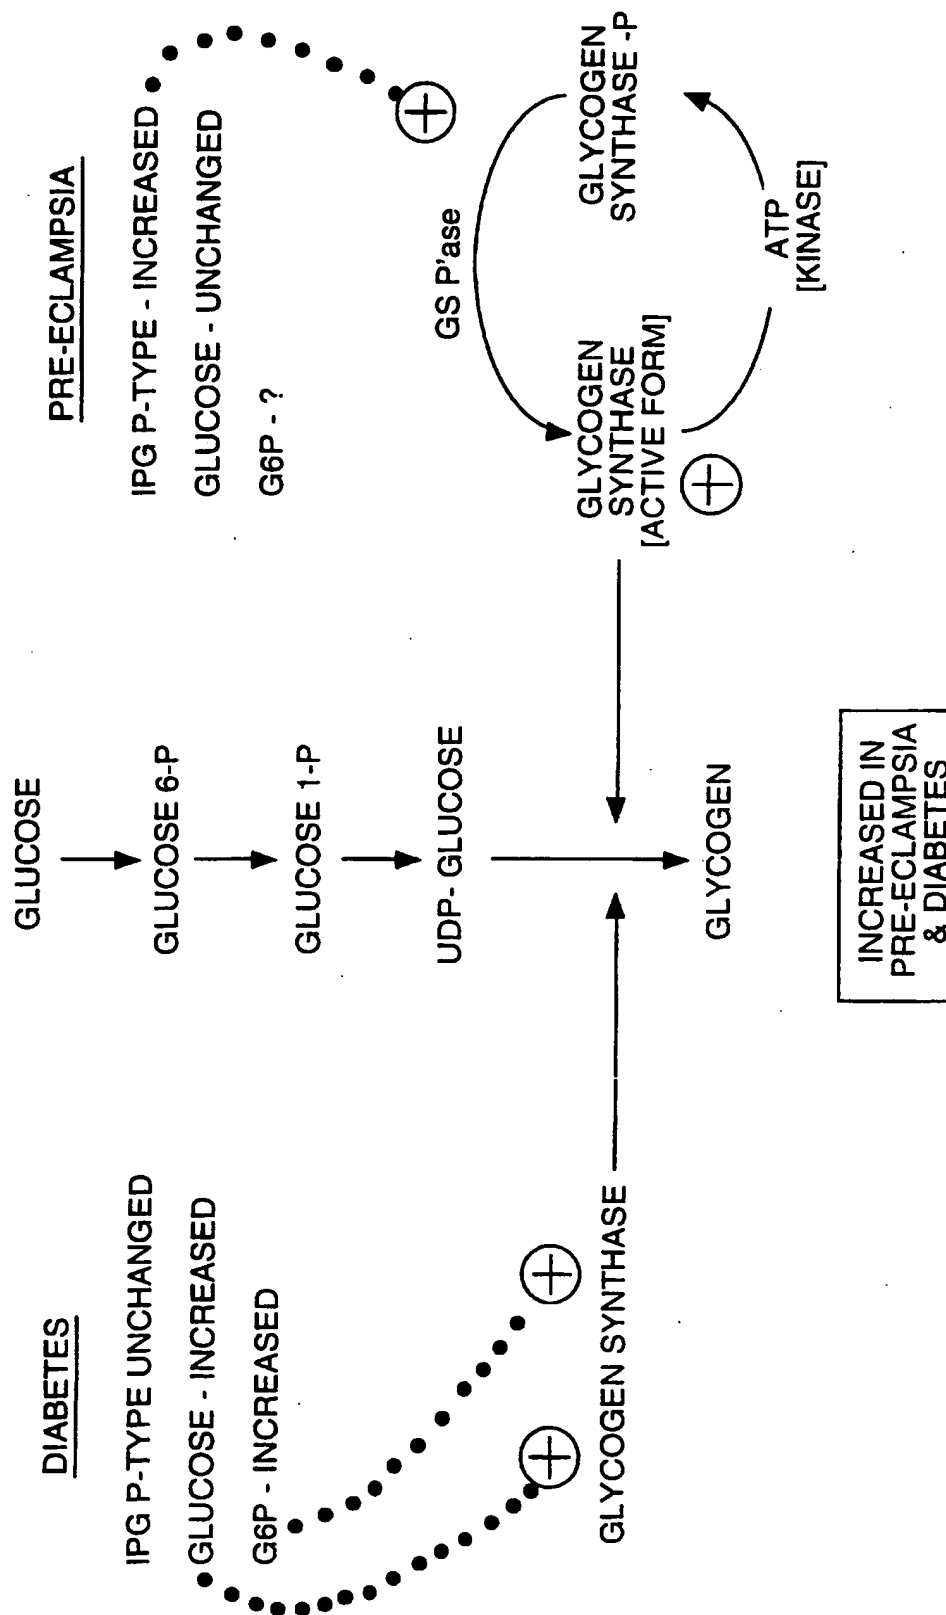 DIABETES
IPG P-TYPE UNCHANGED
GLUCOSE - INCREASED
G6P - INCREASED
GLYCOGEN SYNTHASE
GLUCOSE
GLUCOSE 6-P
GLUCOSE 1-P
UDP- GLUCOSE
GLYCOGEN
INCREASED IN
PRE-ECLAMPSIA
& DIABETES
PRE-ECLAMPSIA
IPG P-TYPE - INCREASED
GLUCOSE - UNCHANGED
G6P - ?
GS P'ase
GLYCOGEN
SYNTHASE
[ACTIVE FORM]
GLYCOGEN
SYNTHASE -P
ATP
[KINASE]